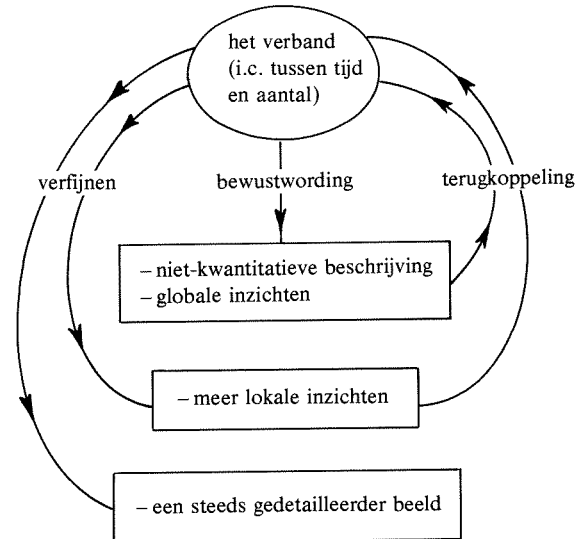 het verband
(i.c. tussen tijd
en aantal)
verfijnen
bewustwording
terugkoppeling
– niet-kwantitatieve beschrijving
– globale inzichten
– meer lokale inzichten
– een steeds gedetailleerder beeld